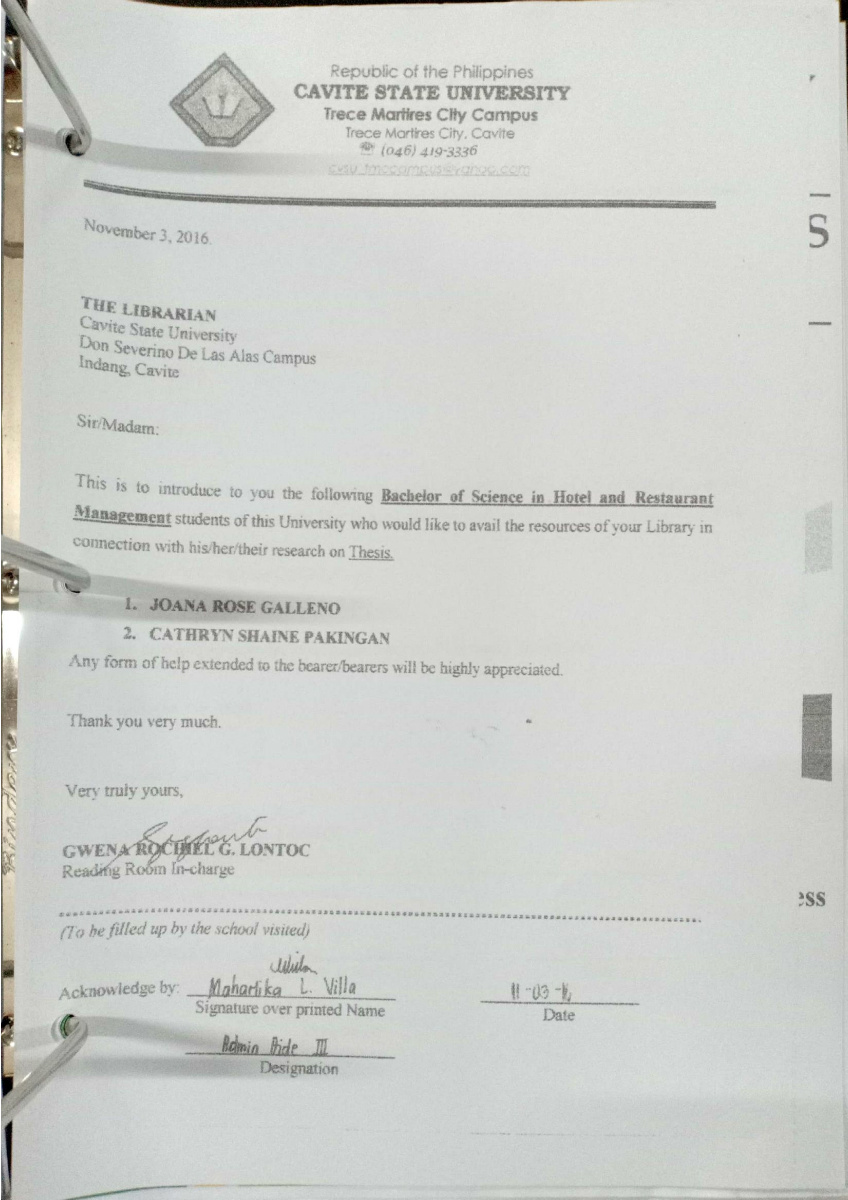 Republic of the Philippines
CAVITE STATE UNIVERSITY
Trece Martires City Campus
Trece Martires City, Cavite
☎ (046) 419-3336
cvsu_tmccampus@yahoo.com
November 3, 2016
THE LIBRARIAN
Cavite State University
Don Severino De Las Alas Campus
Indang, Cavite
Sir/Madam:
This is to introduce to you the following Bachelor of Science in Hotel and Restaurant
Management students of this University who would like to avail the resources of your Library in
connection with his/her/their research on Thesis.
1. JOANA ROSE GALLENO
2. CATHRYN SHAINE PAKINGAN
Any form of help extended to the bearer/bearers will be highly appreciated.
Thank you very much.
Very truly yours,
GWENA ROCHIEL G. LONTOC
Reading Room In-charge
(To be filled up by the school visited)
Acknowledge by: Mahartika L. Villa
11-03-16
Signature over printed Name
Date
Admin Aide III
Designation
S
ess